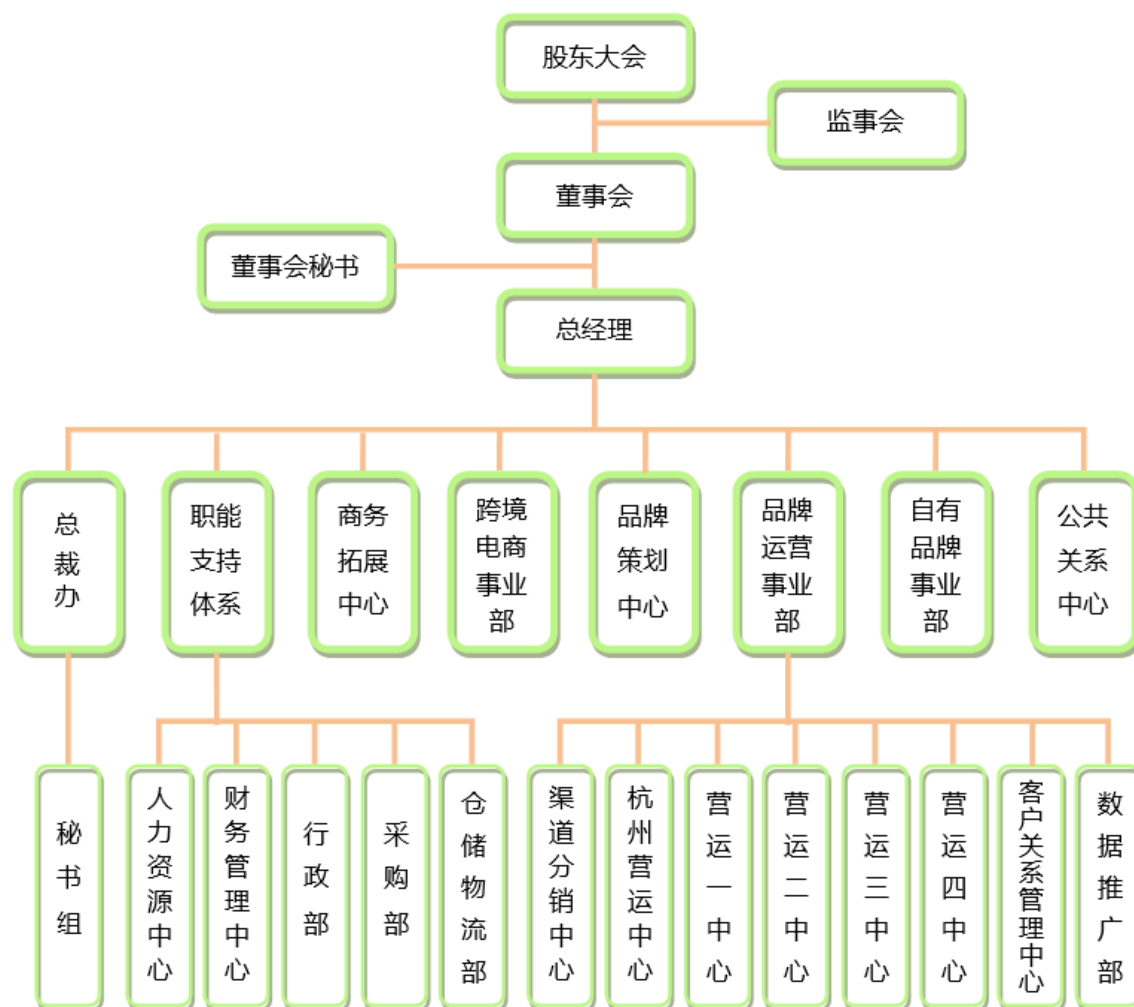 股东大会
监事会
董事会
董事会秘书
总经理
总
裁
办
职能
支持
体系
商务
拓展
中心
跨境
电商
事业
部
品牌
策划
中心
品牌
运营
事业
部
自有
品牌
事业
部
公共
关系
中心
秘书组
人力资源中心
财务管理中心
行政部
采购部
仓储物流部
渠道分销中心
杭州营运中心
营运一中心
营运二中心
营运三中心
营运四中心
客户关系管理中心
数据推广部